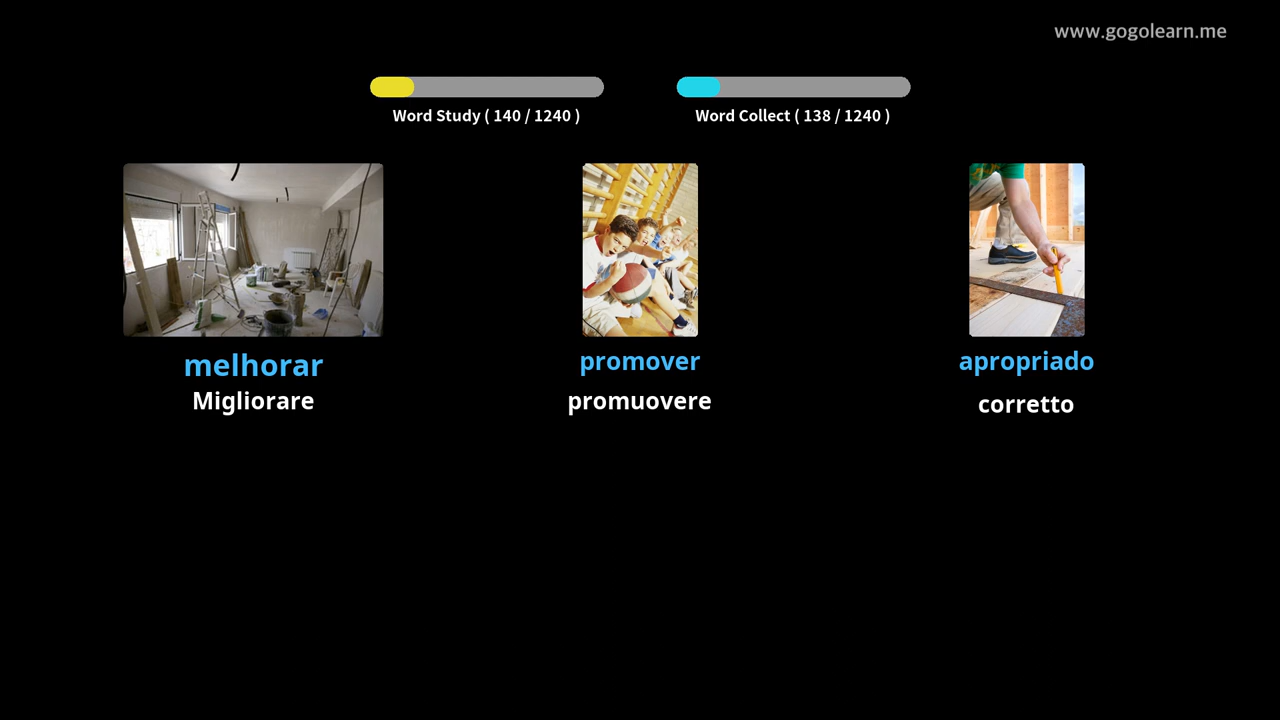 www.gogolearn.me
Word Study ( 140 / 1240 )
Word Collect ( 138 / 1240 )
melhorar
Migliorare
promover
promuovere
apropriado
corretto